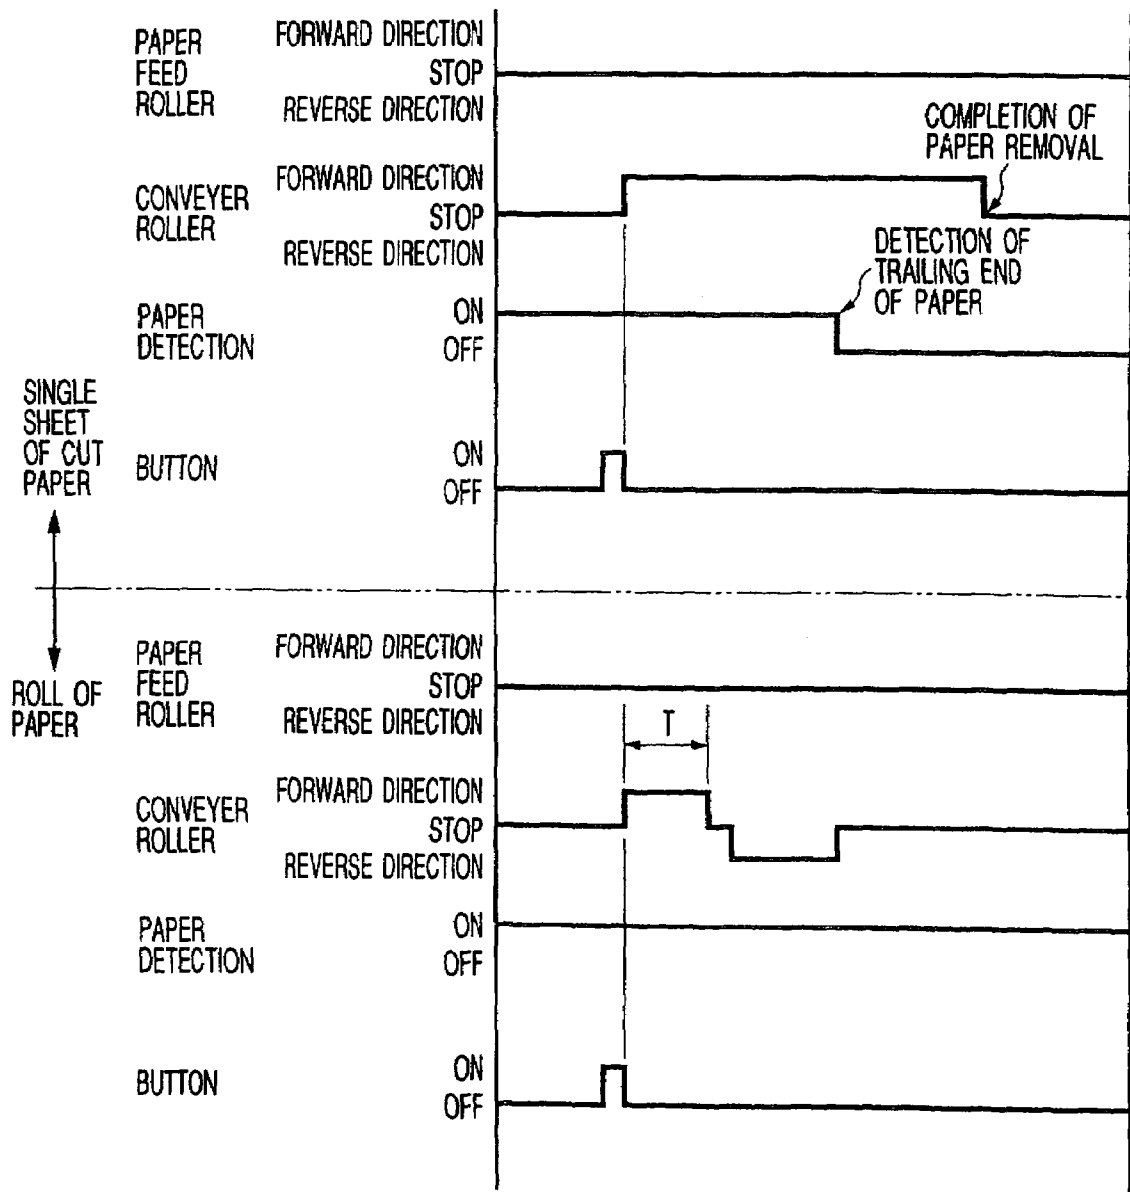 PAPER
FEED
ROLLER
FORWARD DIRECTION
STOP
REVERSE DIRECTION
COMPLETION OF
PAPER REMOVAL
CONVEYER
ROLLER
FORWARD DIRECTION
STOP
REVERSE DIRECTION
DETECTION OF
TRAILING END
OF PAPER
PAPER
DETECTION
ON
OFF
SINGLE
SHEET
OF CUT
PAPER
BUTTON
ON
OFF
ROLL OF
PAPER
PAPER
FEED
ROLLER
FORWARD DIRECTION
STOP
REVERSE DIRECTION
T
CONVEYER
ROLLER
FORWARD DIRECTION
STOP
REVERSE DIRECTION
PAPER
DETECTION
ON
OFF
BUTTON
ON
OFF